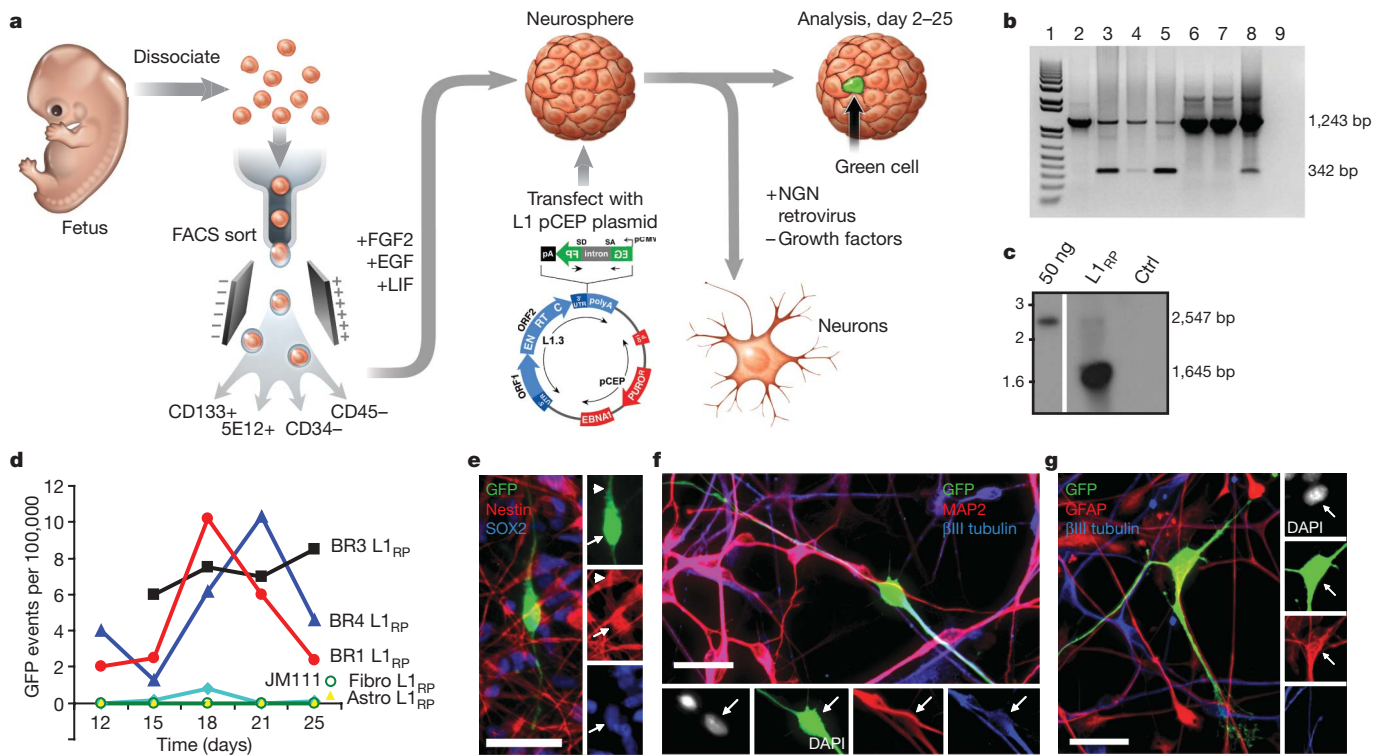 a
Fetus
Dissociate
FACS sort
CD133+
5E12+
CD34–
CD45–
+FGF2
+EGF
+LIF
Neurosphere
Transfect with
L1 pCEP plasmid
SD
SA
pCMV
pA
FP
intron
EG
3′
UTR
polyA
ORF2
EN
RT
C
L1.3
ORF1
5′
UTR
pCEP
EBNA1
PUROR
Analysis, day 2–25
Green cell
+NGN
retrovirus
–Growth factors
Neurons
b
1 2 3 4 5 6 7 8 9
1,243 bp
342 bp
c
50 ng
L1RP
Ctrl
3
2
1.6
2,547 bp
1,645 bp
d
GFP events per 100,000
12
10
8
6
4
2
0
12 15 18 21 25
Time (days)
BR3 L1RP
BR4 L1RP
BR1 L1RP
JM111
Fibro L1RP
Astro L1RP
e
GFP
Nestin
SOX2
f
GFP
MAP2
βIII tubulin
DAPI
g
GFP
GFAP
βIII tubulin
DAPI